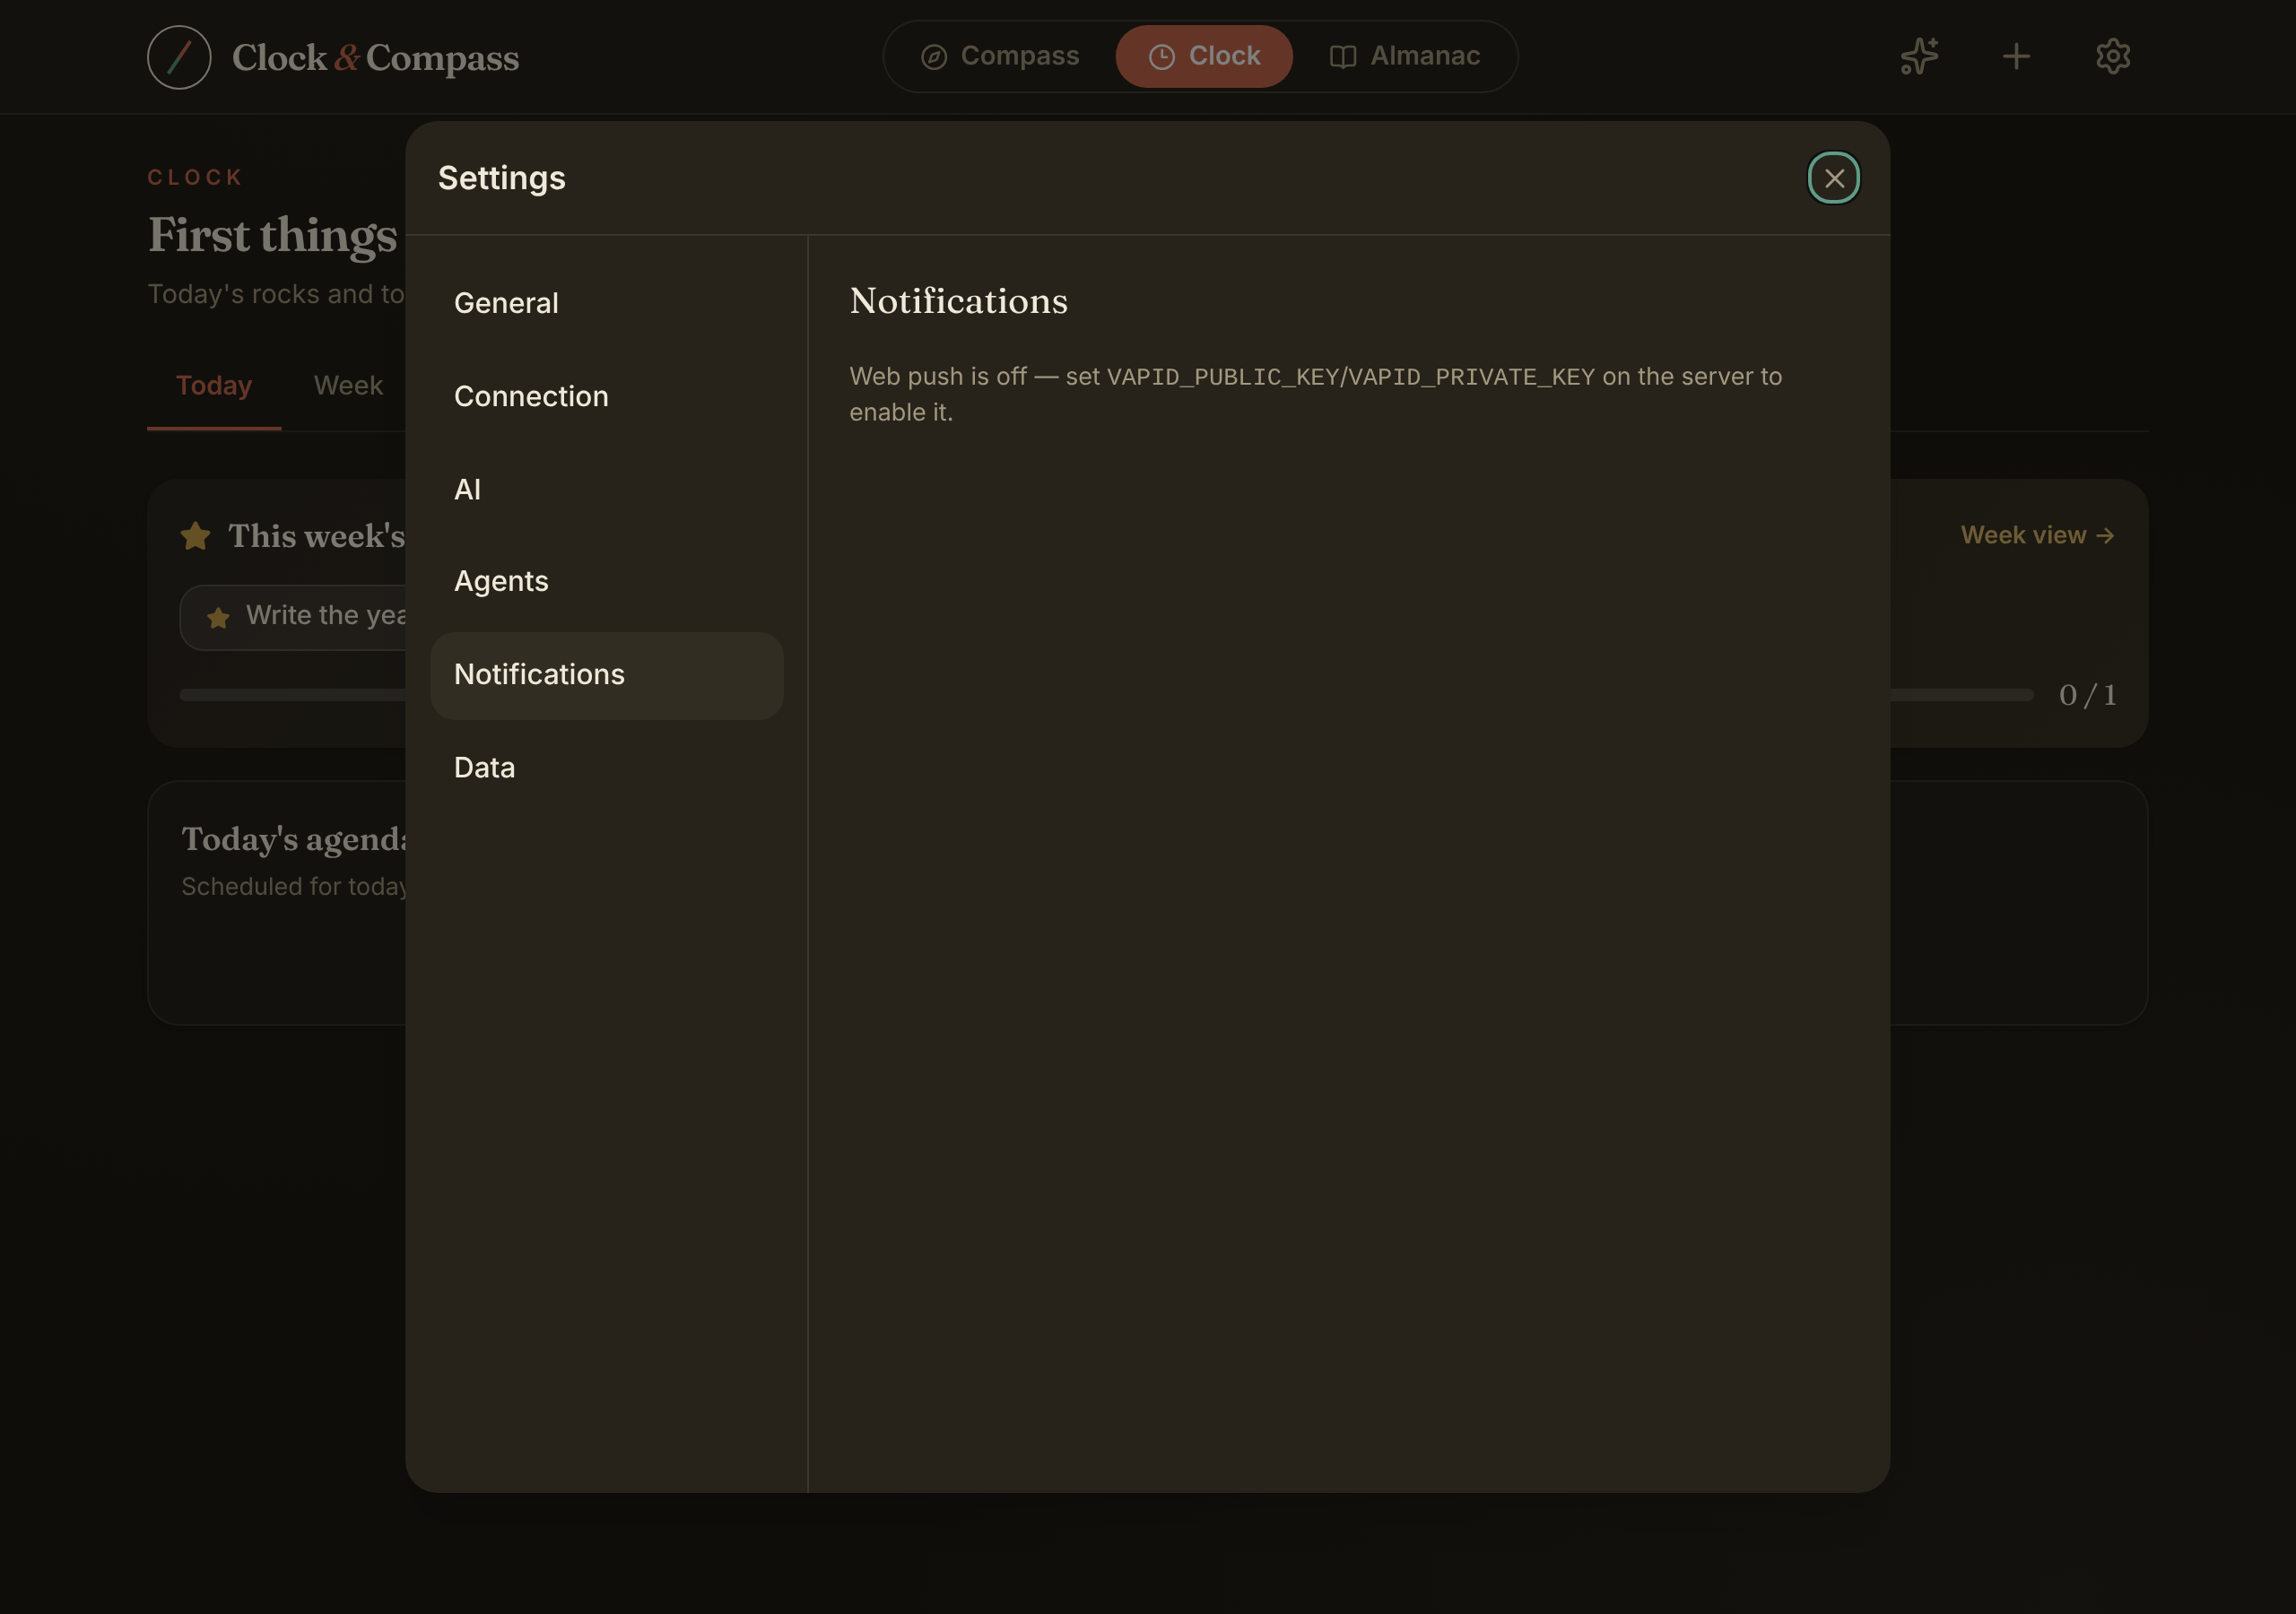 Clock & Compass
Compass
Clock
Almanac
CLOCK
First things
Today's rocks and to
Today
Week
This week's
Week view →
Write the yea
0 / 1
Today's agenda
Scheduled for today
Settings
General
Connection
AI
Agents
Notifications
Data
Notifications
Web push is off — set VAPID_PUBLIC_KEY/VAPID_PRIVATE_KEY on the server to
enable it.